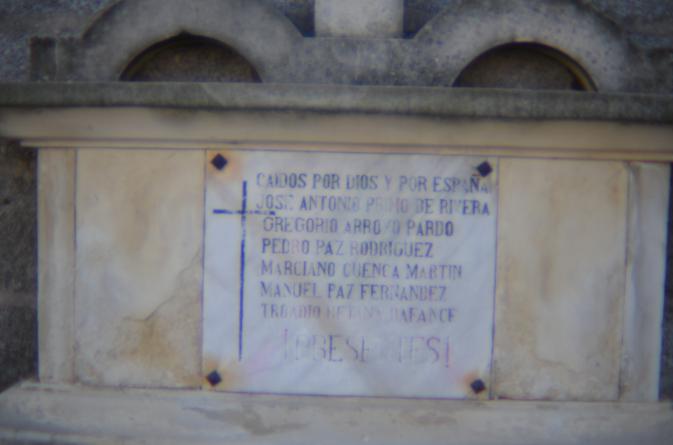 CAIDOS POR DIOS Y POR ESPAÑA
JOSE ANTONIO PRIMO DE RIVERA
GREGORIO ARROYO PARDO
PEDRO PAZ RODRIGUEZ
MARCIANO CUENCA MARTIN
MANUEL PAZ FERNANDEZ
¡PRESENTES!